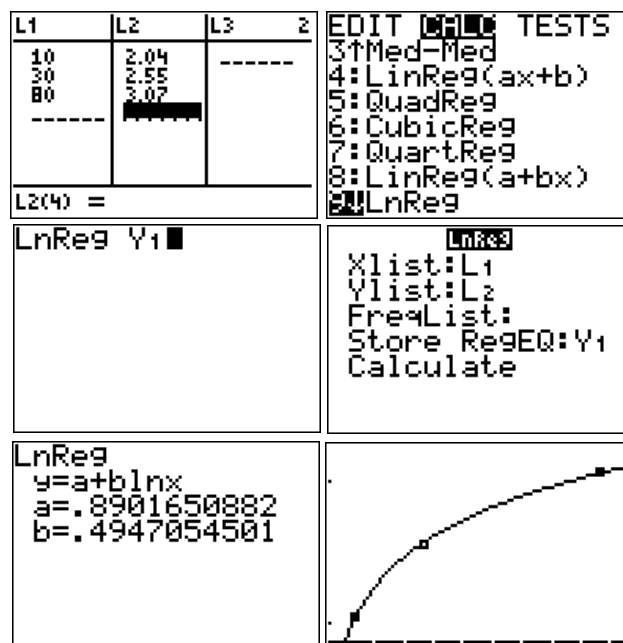 L1 L2 L3 2
10 2.04 ------
30 2.55
80 3.07
------
L2(4) =
EDIT CALC TESTS
3↑Med-Med
4:LinReg(ax+b)
5:QuadReg
6:CubicReg
7:QuartReg
8:LinReg(a+bx)
9↓LnReg
LnReg Y1
LnReg
Xlist:L1
Ylist:L2
FreqList:
Store RegEQ:Y1
Calculate
LnReg
y=a+blnx
a=.8901650882
b=.4947054501